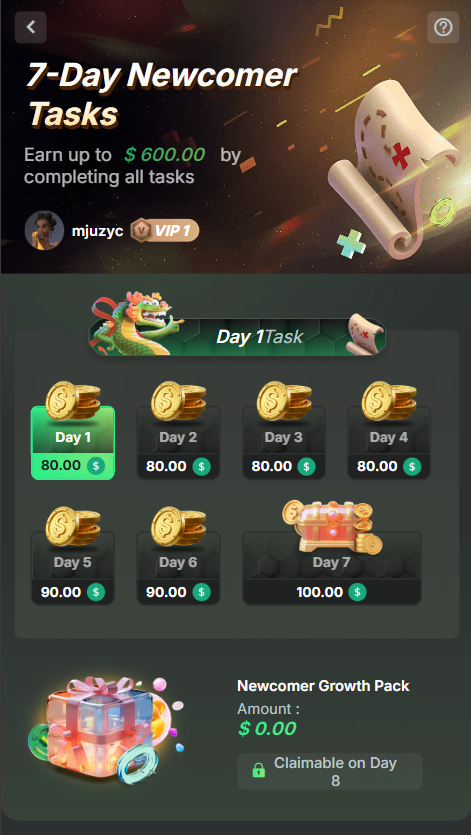 7-Day Newcomer
Tasks
Earn up to $ 600.00 by
completing all tasks
mjuzyc V VIP 1
Day 1Task
Day 1 Day 2 Day 3 Day 4
80.00 $ 80.00 $ 80.00 $ 80.00 $
Day 5 Day 6 Day 7
90.00 $ 90.00 $ 100.00 $
Newcomer Growth Pack
Amount :
$ 0.00
Claimable on Day
8